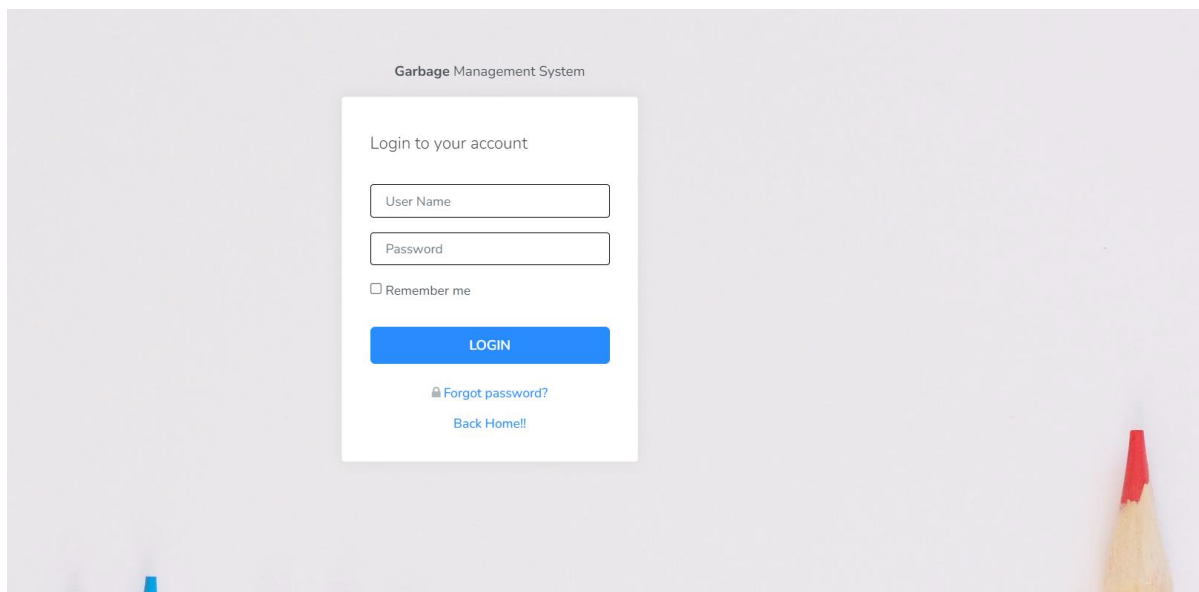 Garbage Management System
Login to your account
User Name
Password
Remember me
LOGIN
Forgot password?
Back Home!!